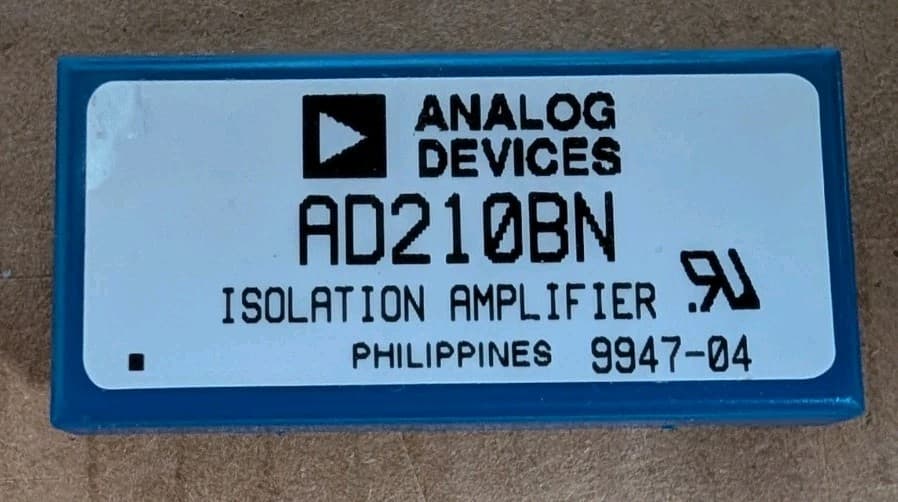 ANALOG
DEVICES
AD210BN
ISOLATION AMPLIFIER
PHILIPPINES 9947-04